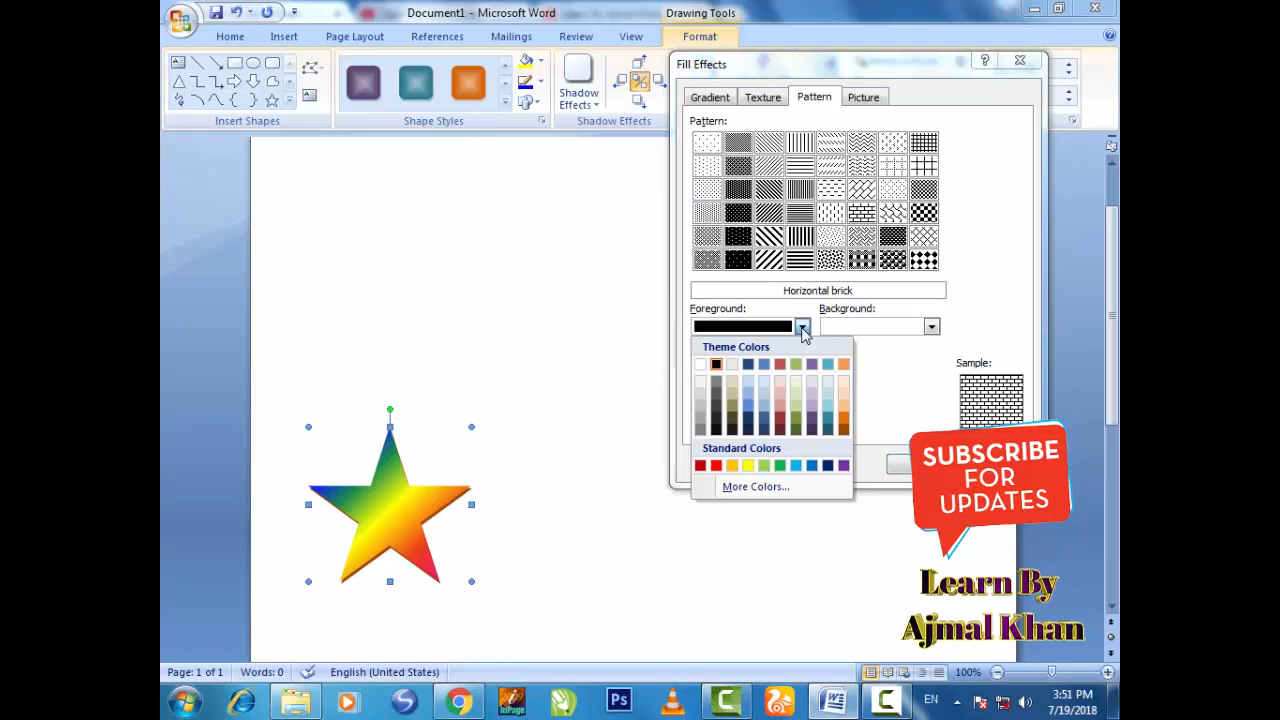 Document1 - Microsoft Word
Drawing Tools
Home
Insert
Page Layout
References
Mailings
Review
View
Format
Shadow
Effects
Insert Shapes
Shape Styles
Shadow Effects
Fill Effects
Gradient
Texture
Pattern
Picture
Pattern:
Horizontal brick
Foreground:
Background:
Theme Colors
Standard Colors
More Colors...
Sample:
SUBSCRIBE
FOR
UPDATES
Learn By
Ajmal Khan
Page: 1 of 1
Words: 0
English (United States)
100%
InPage
Ps
EN
3:51 PM
7/19/2018